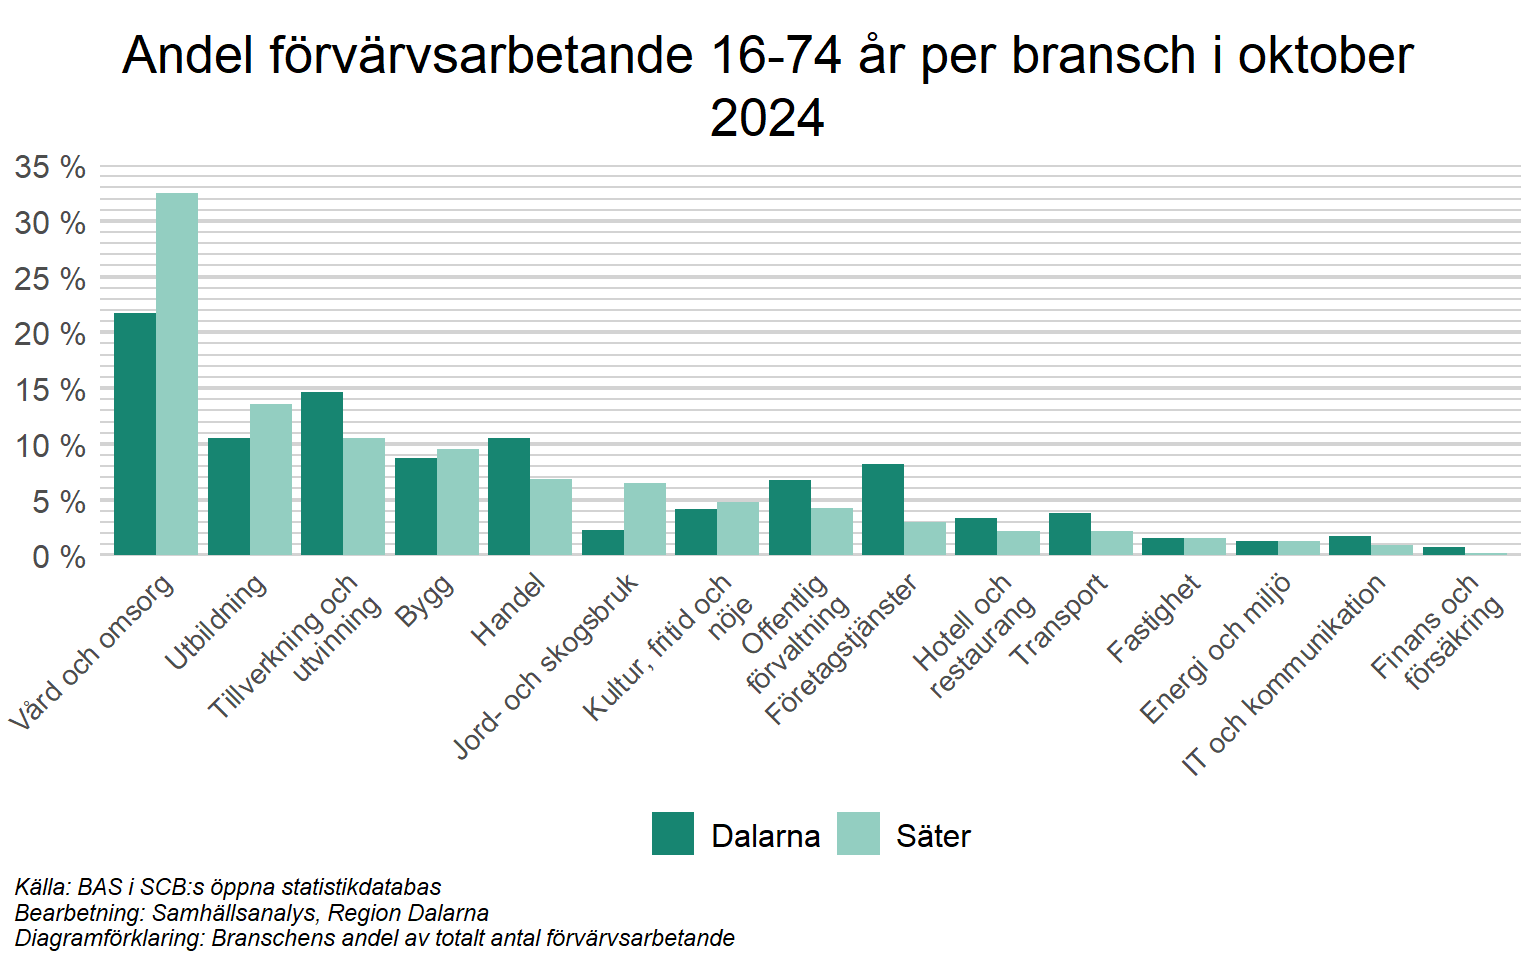 Andel förvärvsarbetande 16-74 år per bransch i oktober
2024
35 %
30 %
25 %
20 %
15 %
10 %
5 %
0 %
Vård och omsorg
Utbildning
Tillverkning och
utvinning
Bygg
Handel
Jord- och skogsbruk
Kultur, fritid och
nöje
Offentlig
förvaltning
Företagstjänster
Hotell och
restaurang
Transport
Fastighet
Energi och miljö
IT och kommunikation
Finans och
försäkring
Dalarna
Säter
Källa: BAS i SCB:s öppna statistikdatabas
Bearbetning: Samhällsanalys, Region Dalarna
Diagramförklaring: Branschens andel av totalt antal förvärvsarbetande